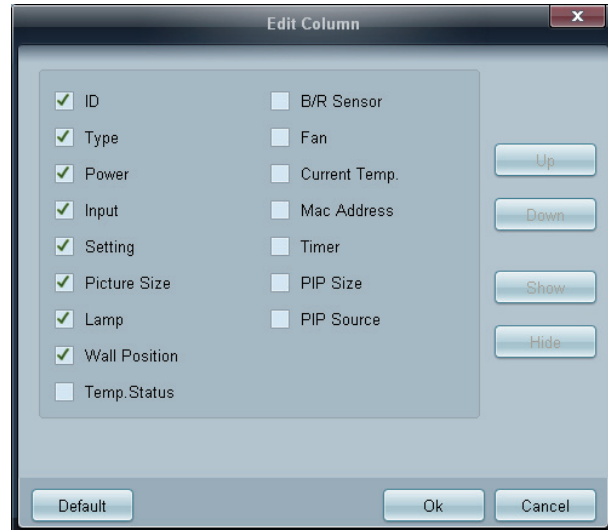 Edit Column
ID
Type
Power
Input
Setting
Picture Size
Lamp
Wall Position
Temp.Status
B/R Sensor
Fan
Current Temp.
Mac Address
Timer
PIP Size
PIP Source
Up
Down
Show
Hide
Default
Ok
Cancel